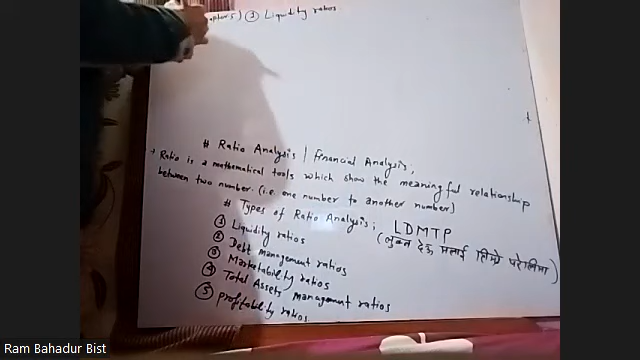 ① Liquidity ratios
# Ratio Analysis | Financial Analysis;
+ Ratio is a mathematical tools which show the meaningful relationship
between two number. (i.e. one number to another number)
# Types of Ratio Analysis; LDMTP
① Liquidity ratios
② Debt management ratios
③ Marketability ratios
④ Total Assets management ratios
⑤ profitability ratios.
Ram Bahadur Bist